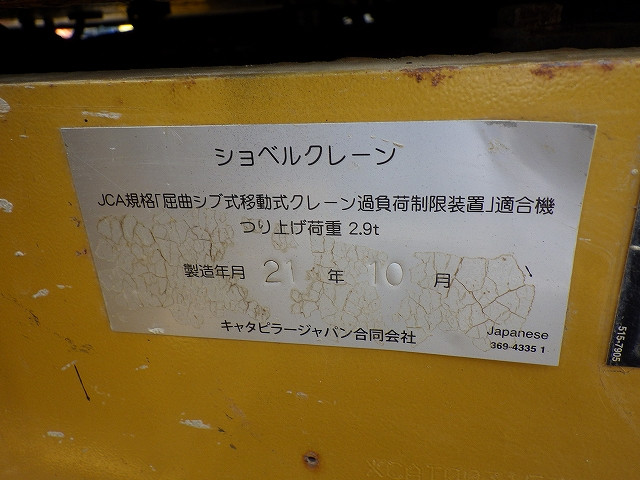 ショベルクレーン
JCA規格「屈曲ジブ式移動式クレーン過負荷制限装置」適合機
つり上げ荷重 2.9t
製造年月 21 年 10 月
キャタピラージャパン合同会社
Japanese
369-4335 1
515-7905